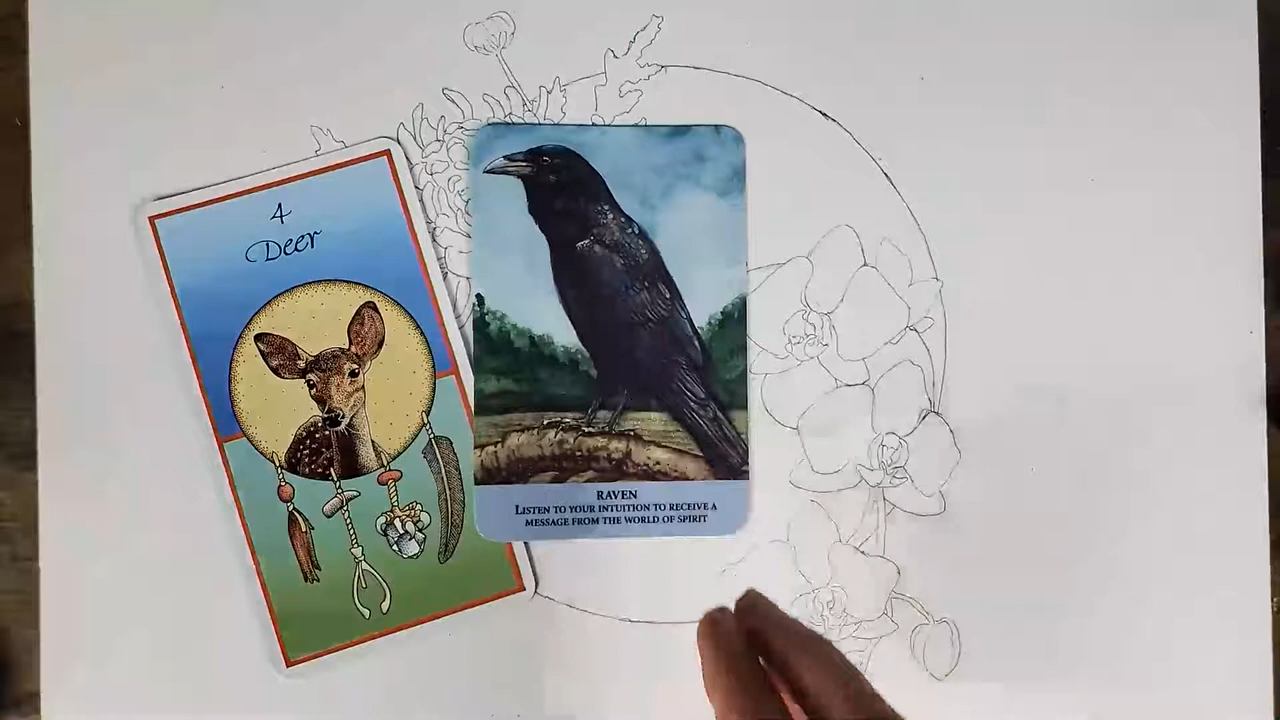 4
Deer
RAVEN
LISTEN TO YOUR INTUITION TO RECEIVE A
MESSAGE FROM THE WORLD OF SPIRIT